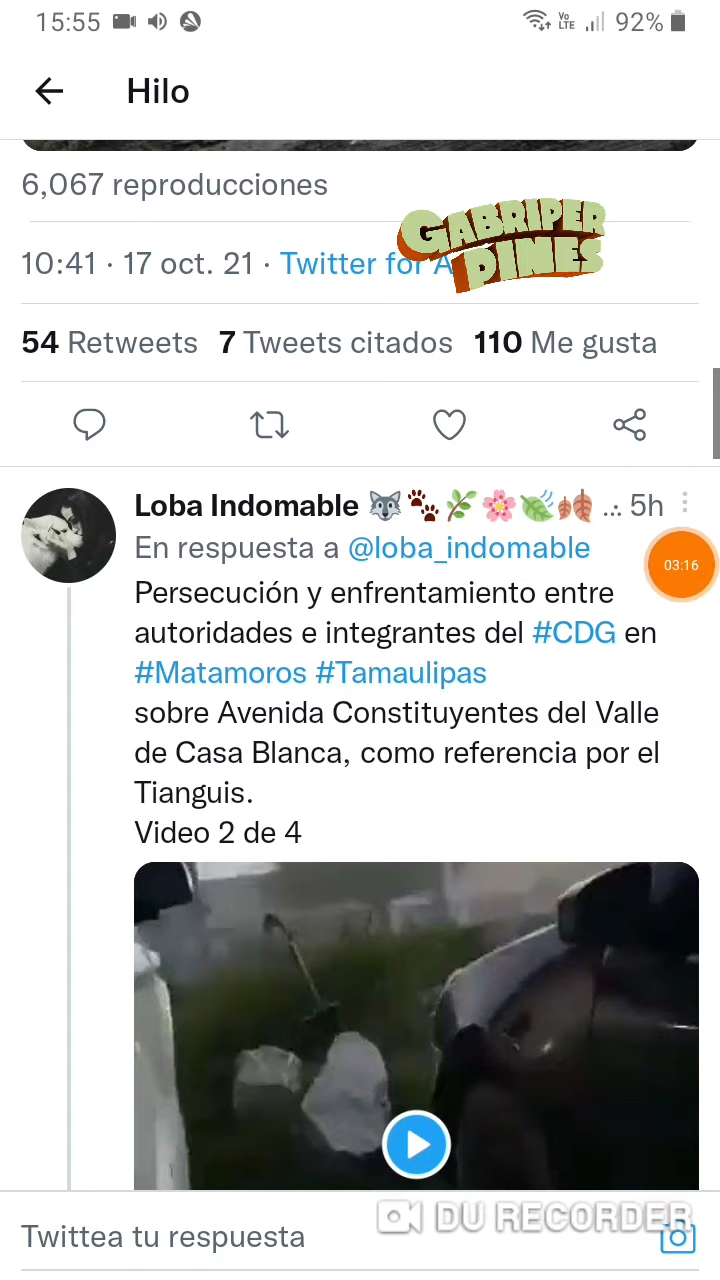 15:55
Vo LTE 92%
Hilo
6,067 reproducciones
GABRIPER
PIMES
10:41 · 17 oct. 21 · Twitter for A
54 Retweets 7 Tweets citados 110 Me gusta
Loba Indomable 🐺🐾🌿🌸🍃🍂 ... 5h
En respuesta a @loba_indomable
03:16
Persecución y enfrentamiento entre
autoridades e integrantes del #CDG en
#Matamoros #Tamaulipas
sobre Avenida Constituyentes del Valle
de Casa Blanca, como referencia por el
Tianguis.
Video 2 de 4
DU RECORDER
Twittea tu respuesta